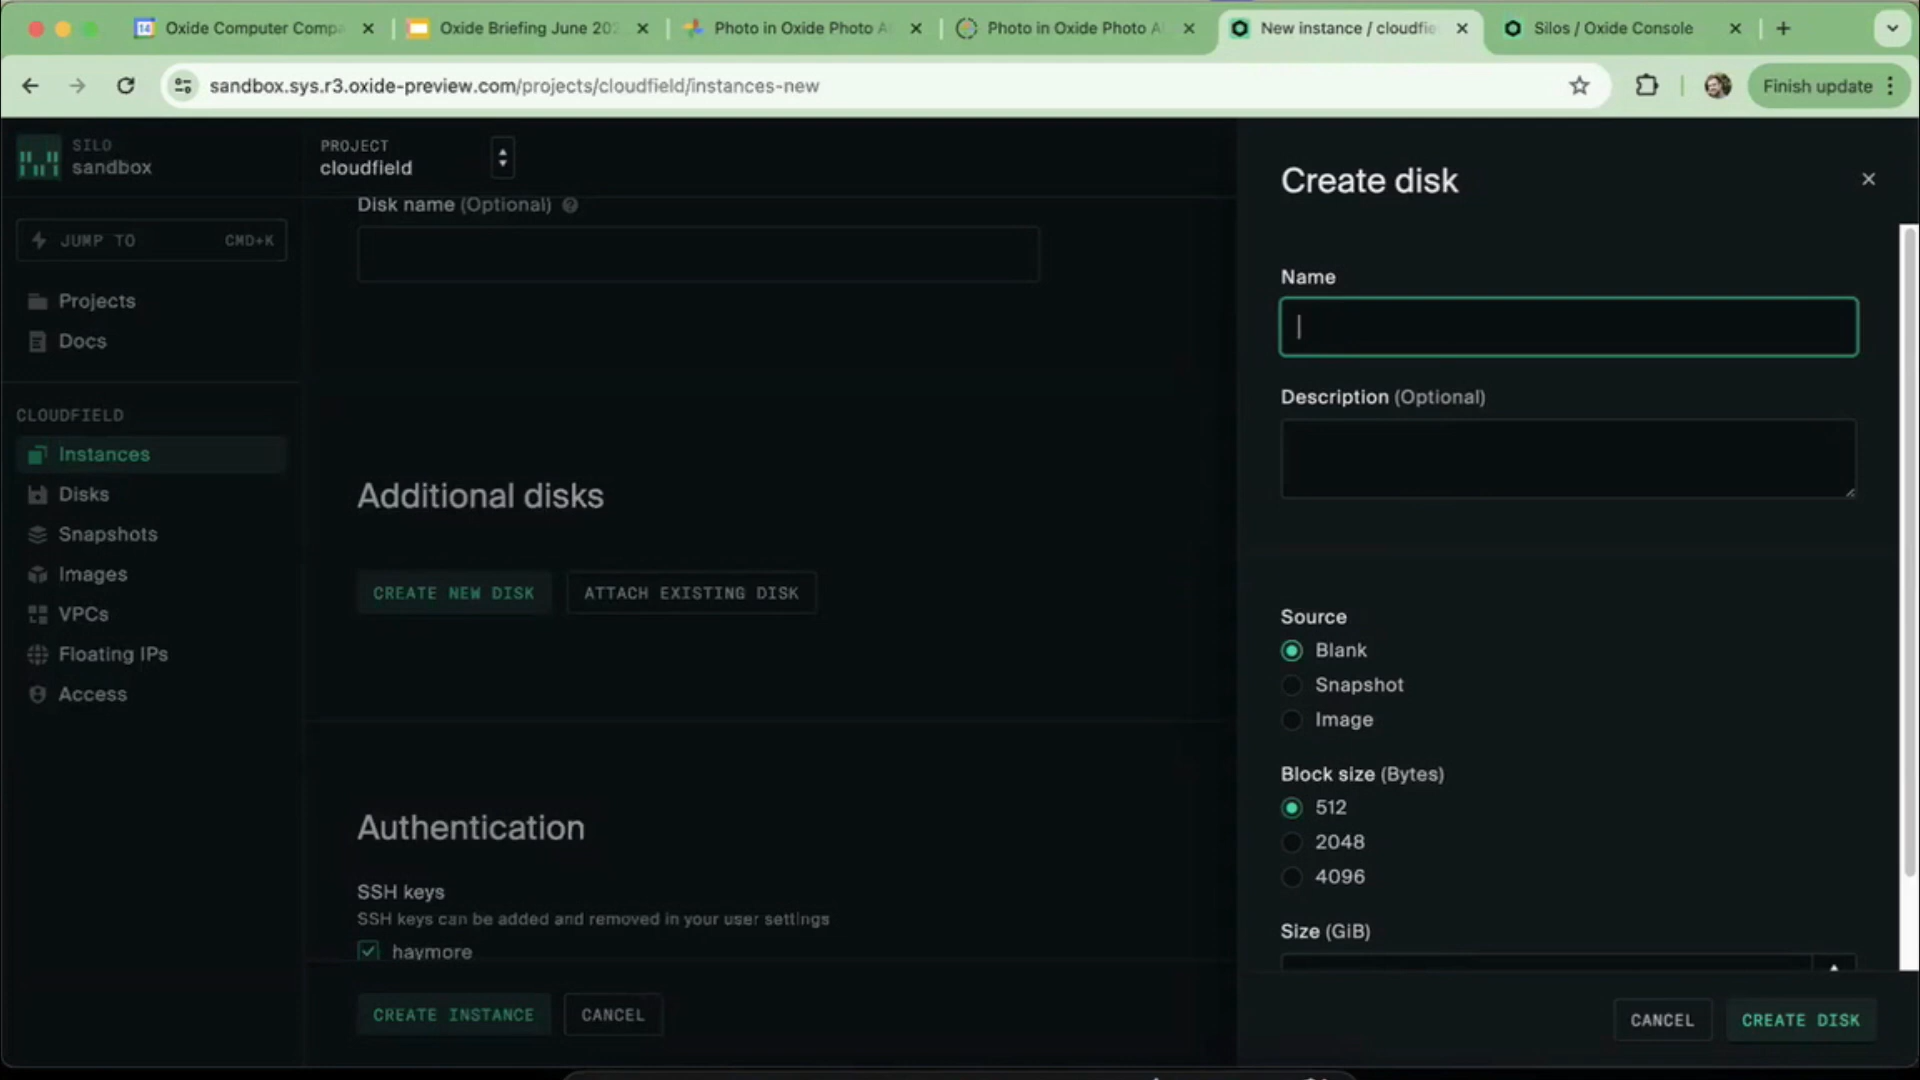 Oxide Computer Compa
Oxide Briefing June 202
Photo in Oxide Photo A
Photo in Oxide Photo Al
New instance / cloudfie
Silos / Oxide Console
sandbox.sys.r3.oxide-preview.com/projects/cloudfield/instances-new
Finish update
SILO
sandbox
PROJECT
cloudfield
JUMP TO
CMD+K
Projects
Docs
CLOUDFIELD
Instances
Disks
Snapshots
Images
VPCs
Floating IPs
Access
Disk name (Optional)
Additional disks
CREATE NEW DISK
ATTACH EXISTING DISK
Authentication
SSH keys
SSH keys can be added and removed in your user settings
haymore
CREATE INSTANCE
CANCEL
Create disk
Name
Description (Optional)
Source
Blank
Snapshot
Image
Block size (Bytes)
512
2048
4096
Size (GiB)
CANCEL
CREATE DISK